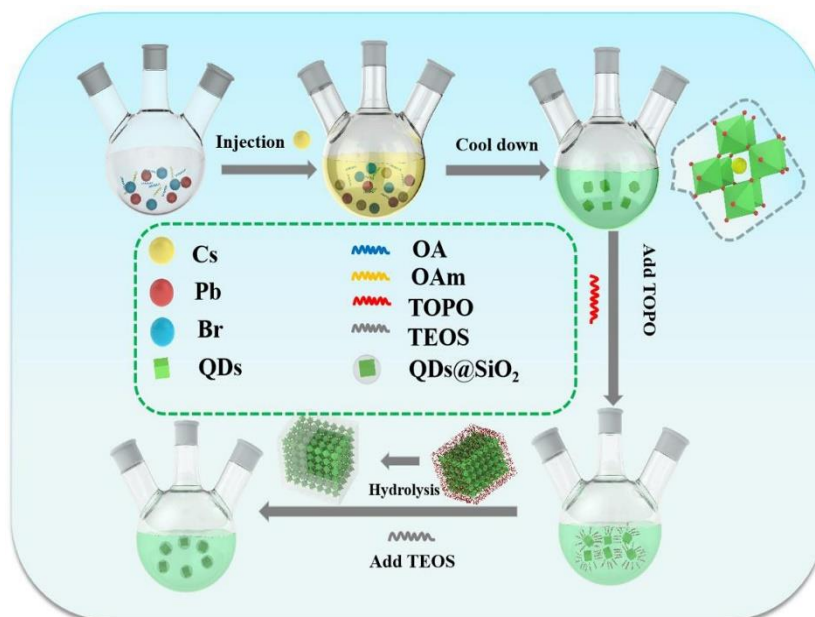 Injection
Cool down
Add TOPO
Cs
Pb
Br
QDs
OA
OAm
TOPO
TEOS
QDs@SiO₂
Hydrolysis
Add TEOS